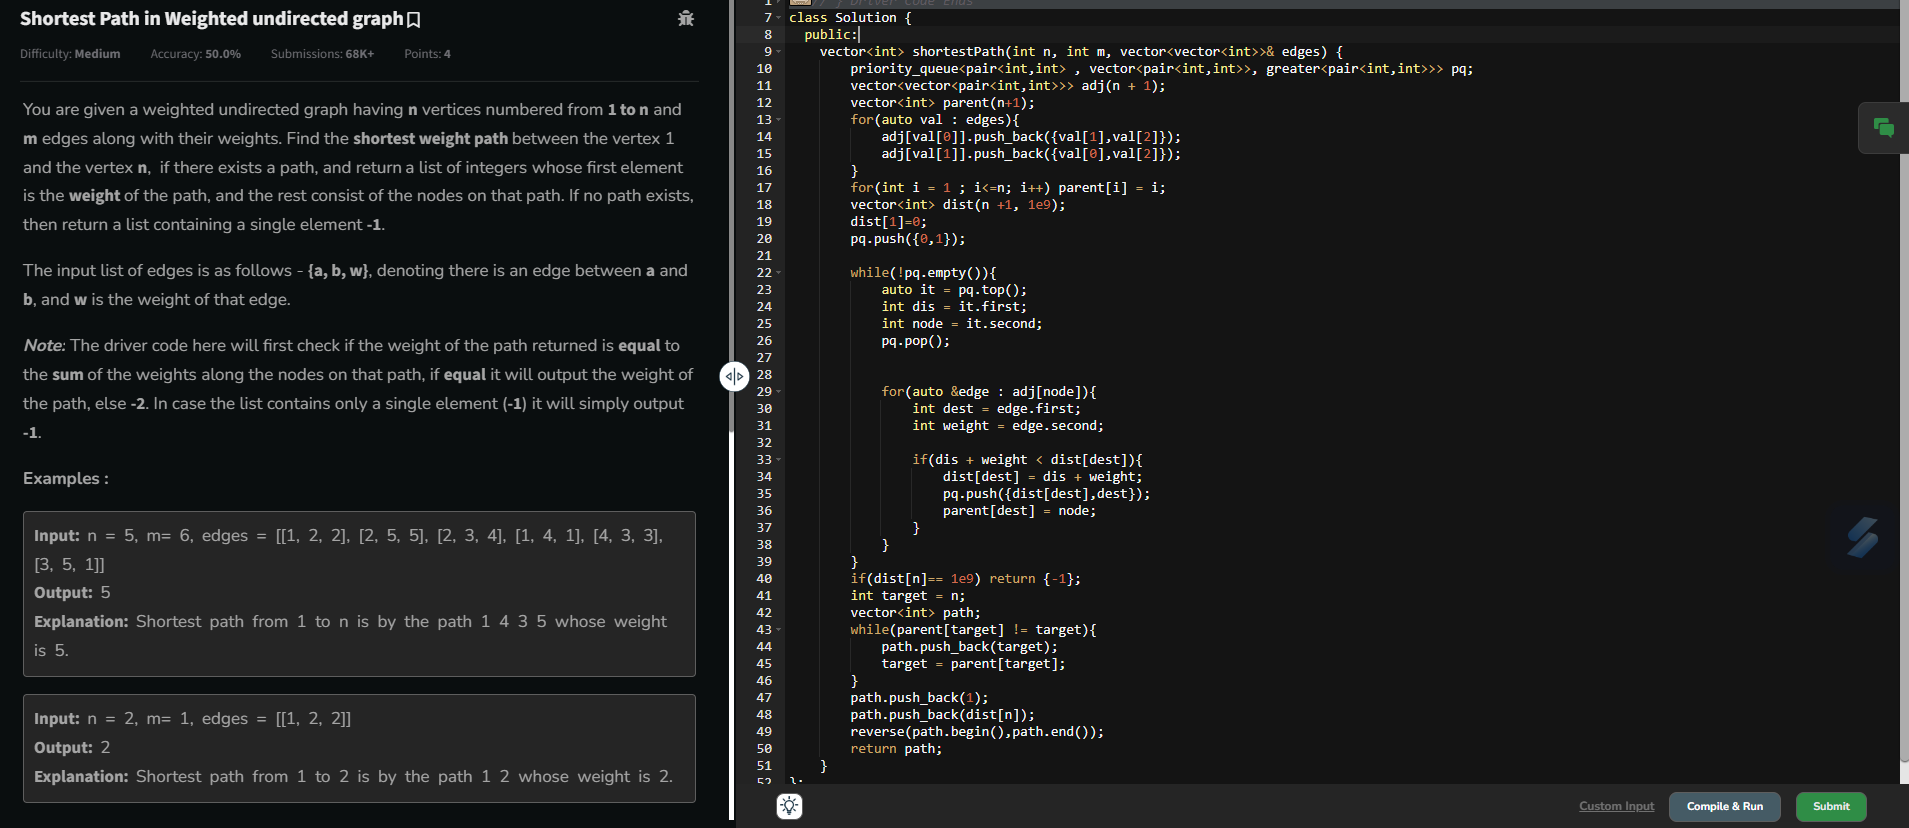 Shortest Path in Weighted undirected graph
Difficulty: Medium Accuracy: 50.0% Submissions: 68K+ Points: 4
You are given a weighted undirected graph having n vertices numbered from 1 to n and
m edges along with their weights. Find the shortest weight path between the vertex 1
and the vertex n, if there exists a path, and return a list of integers whose first element
is the weight of the path, and the rest consist of the nodes on that path. If no path exists,
then return a list containing a single element -1.
The input list of edges is as follows - {a, b, w}, denoting there is an edge between a and
b, and w is the weight of that edge.
Note: The driver code here will first check if the weight of the path returned is equal to
the sum of the weights along the nodes on that path, if equal it will output the weight of
the path, else -2. In case the list contains only a single element (-1) it will simply output
-1.
Examples :
Input: n = 5, m= 6, edges = [[1, 2, 2], [2, 5, 5], [2, 3, 4], [1, 4, 1], [4, 3, 3],
[3, 5, 1]]
Output: 5
Explanation: Shortest path from 1 to n is by the path 1 4 3 5 whose weight
is 5.
Input: n = 2, m= 1, edges = [[1, 2, 2]]
Output: 2
Explanation: Shortest path from 1 to 2 is by the path 1 2 whose weight is 2.
1 // } Driver Code Ends
7 class Solution {
8 public:
9 vector<int> shortestPath(int n, int m, vector<vector<int>>& edges) {
10 priority_queue<pair<int,int> , vector<pair<int,int>>, greater<pair<int,int>>> pq;
11 vector<vector<pair<int,int>>> adj(n + 1);
12 vector<int> parent(n+1);
13 for(auto val : edges){
14 adj[val[0]].push_back({val[1],val[2]});
15 adj[val[1]].push_back({val[0],val[2]});
16 }
17 for(int i = 1 ; i<=n; i++) parent[i] = i;
18 vector<int> dist(n +1, 1e9);
19 dist[1]=0;
20 pq.push({0,1});
21
22 while(!pq.empty()){
23 auto it = pq.top();
24 int dis = it.first;
25 int node = it.second;
26 pq.pop();
27
28
29 for(auto &edge : adj[node]){
30 int dest = edge.first;
31 int weight = edge.second;
32
33 if(dis + weight < dist[dest]){
34 dist[dest] = dis + weight;
35 pq.push({dist[dest],dest});
36 parent[dest] = node;
37 }
38 }
39 }
40 if(dist[n]== 1e9) return {-1};
41 int target = n;
42 vector<int> path;
43 while(parent[target] != target){
44 path.push_back(target);
45 target = parent[target];
46 }
47 path.push_back(1);
48 path.push_back(dist[n]);
49 reverse(path.begin(),path.end());
50 return path;
51 }
52 };
Custom Input
Compile & Run
Submit